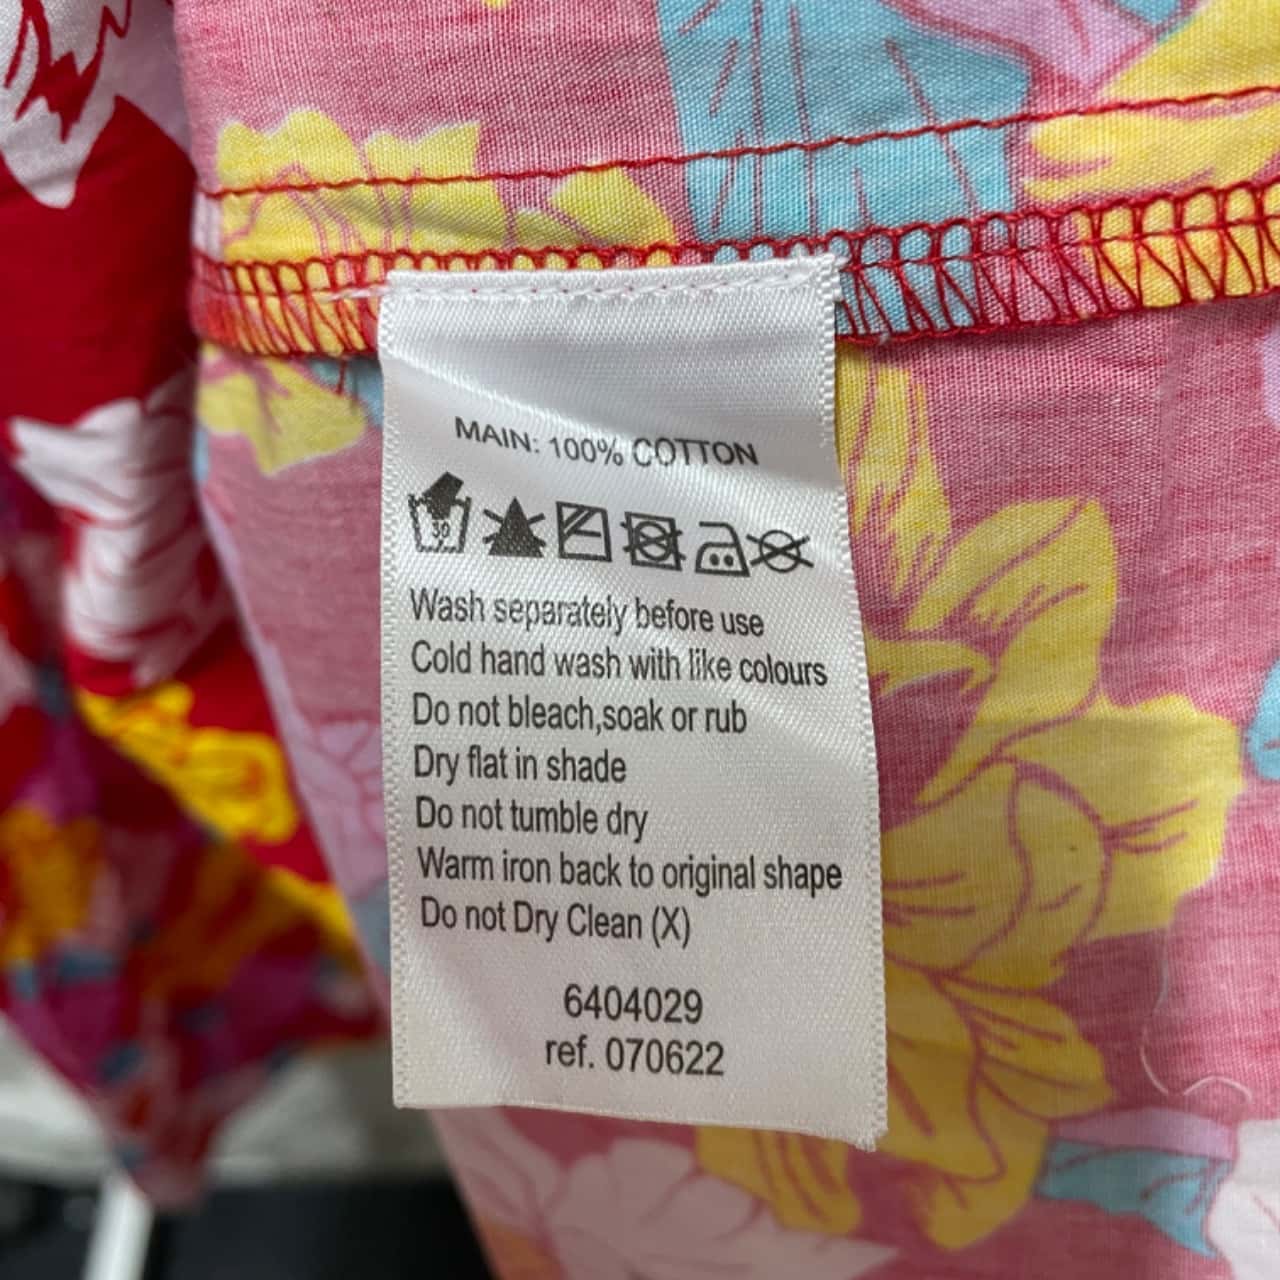 MAIN: 100% COTTON
30
Wash separately before use
Cold hand wash with like colours
Do not bleach,soak or rub
Dry flat in shade
Do not tumble dry
Warm iron back to original shape
Do not Dry Clean (X)
6404029
ref. 070622